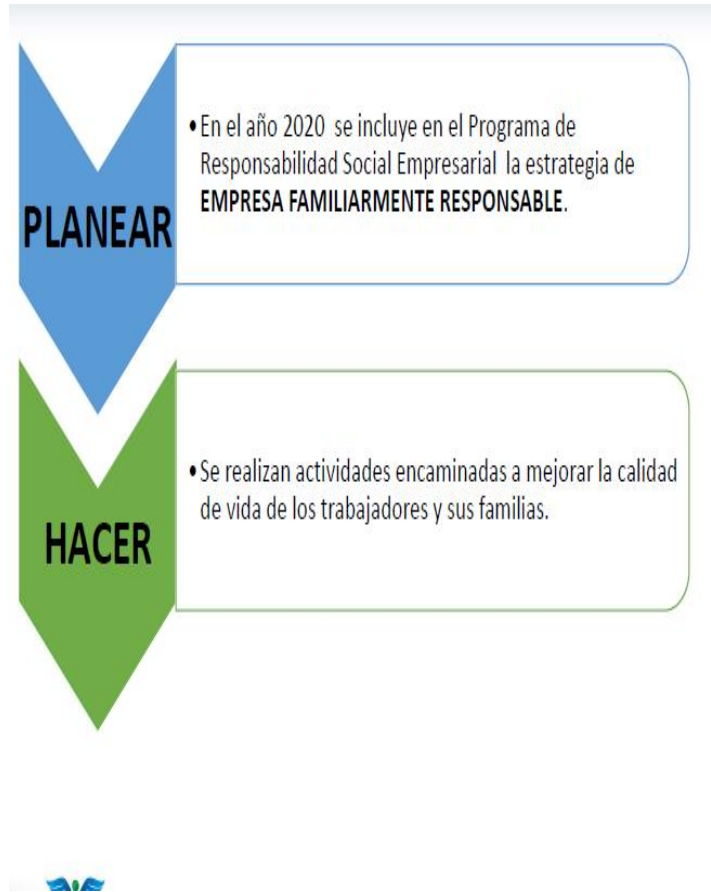 PLANEAR
• En el año 2020 se incluye en el Programa de
Responsabilidad Social Empresarial la estrategia de
EMPRESA FAMILIARMENTE RESPONSABLE.
HACER
• Se realizan actividades encaminadas a mejorar la calidad
de vida de los trabajadores y sus familias.